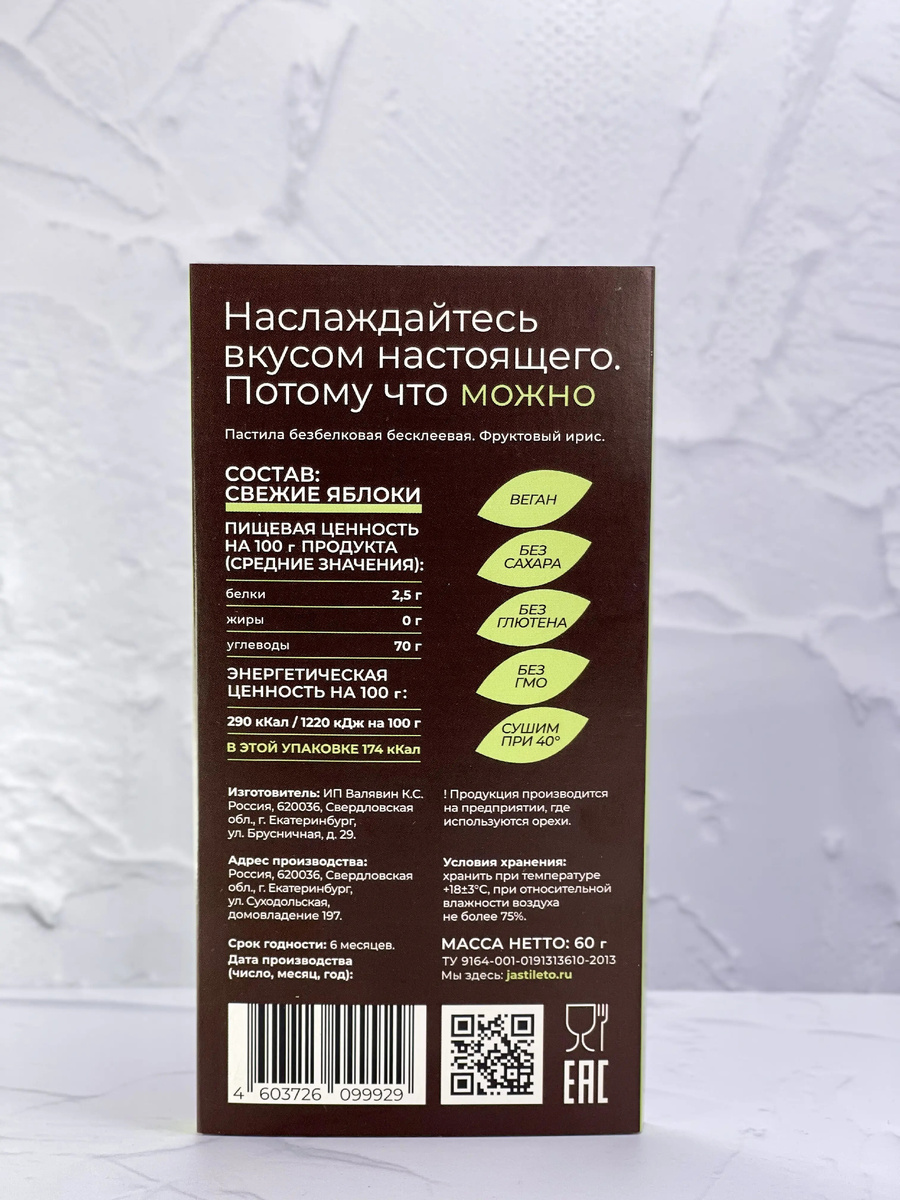 Наслаждайтесь
вкусом настоящего.
Потому что можно
Пастила безбелковая бесклеевая. Фруктовый ирис.
СОСТАВ:
СВЕЖИЕ ЯБЛОКИ
ПИЩЕВАЯ ЦЕННОСТЬ
НА 100 г ПРОДУКТА
(СРЕДНИЕ ЗНАЧЕНИЯ):
белки 2,5 г
жиры 0 г
углеводы 70 г
ЭНЕРГЕТИЧЕСКАЯ
ЦЕННОСТЬ НА 100 г:
290 кКал / 1220 кДж на 100 г
В ЭТОЙ УПАКОВКЕ 174 кКал
ВЕГАН
БЕЗ
САХАРА
БЕЗ
ГЛЮТЕНА
БЕЗ
ГМО
СУШИМ
ПРИ 40°
Изготовитель: ИП Валявин К.С.
Россия, 620036, Свердловская
обл., г. Екатеринбург,
ул. Брусничная, д. 29.
Адрес производства:
Россия, 620036, Свердловская
обл., г. Екатеринбург,
ул. Суходольская,
домовладение 197.
Срок годности: 6 месяцев.
Дата производства
(число, месяц, год):
! Продукция производится
на предприятии, где
используются орехи.
Условия хранения:
хранить при температуре
+18±3°С, при относительной
влажности воздуха
не более 75%.
МАССА НЕТТО: 60 г
ТУ 9164-001-0191313610-2013
Мы здесь: jastileto.ru
4 603726 099929
EAC